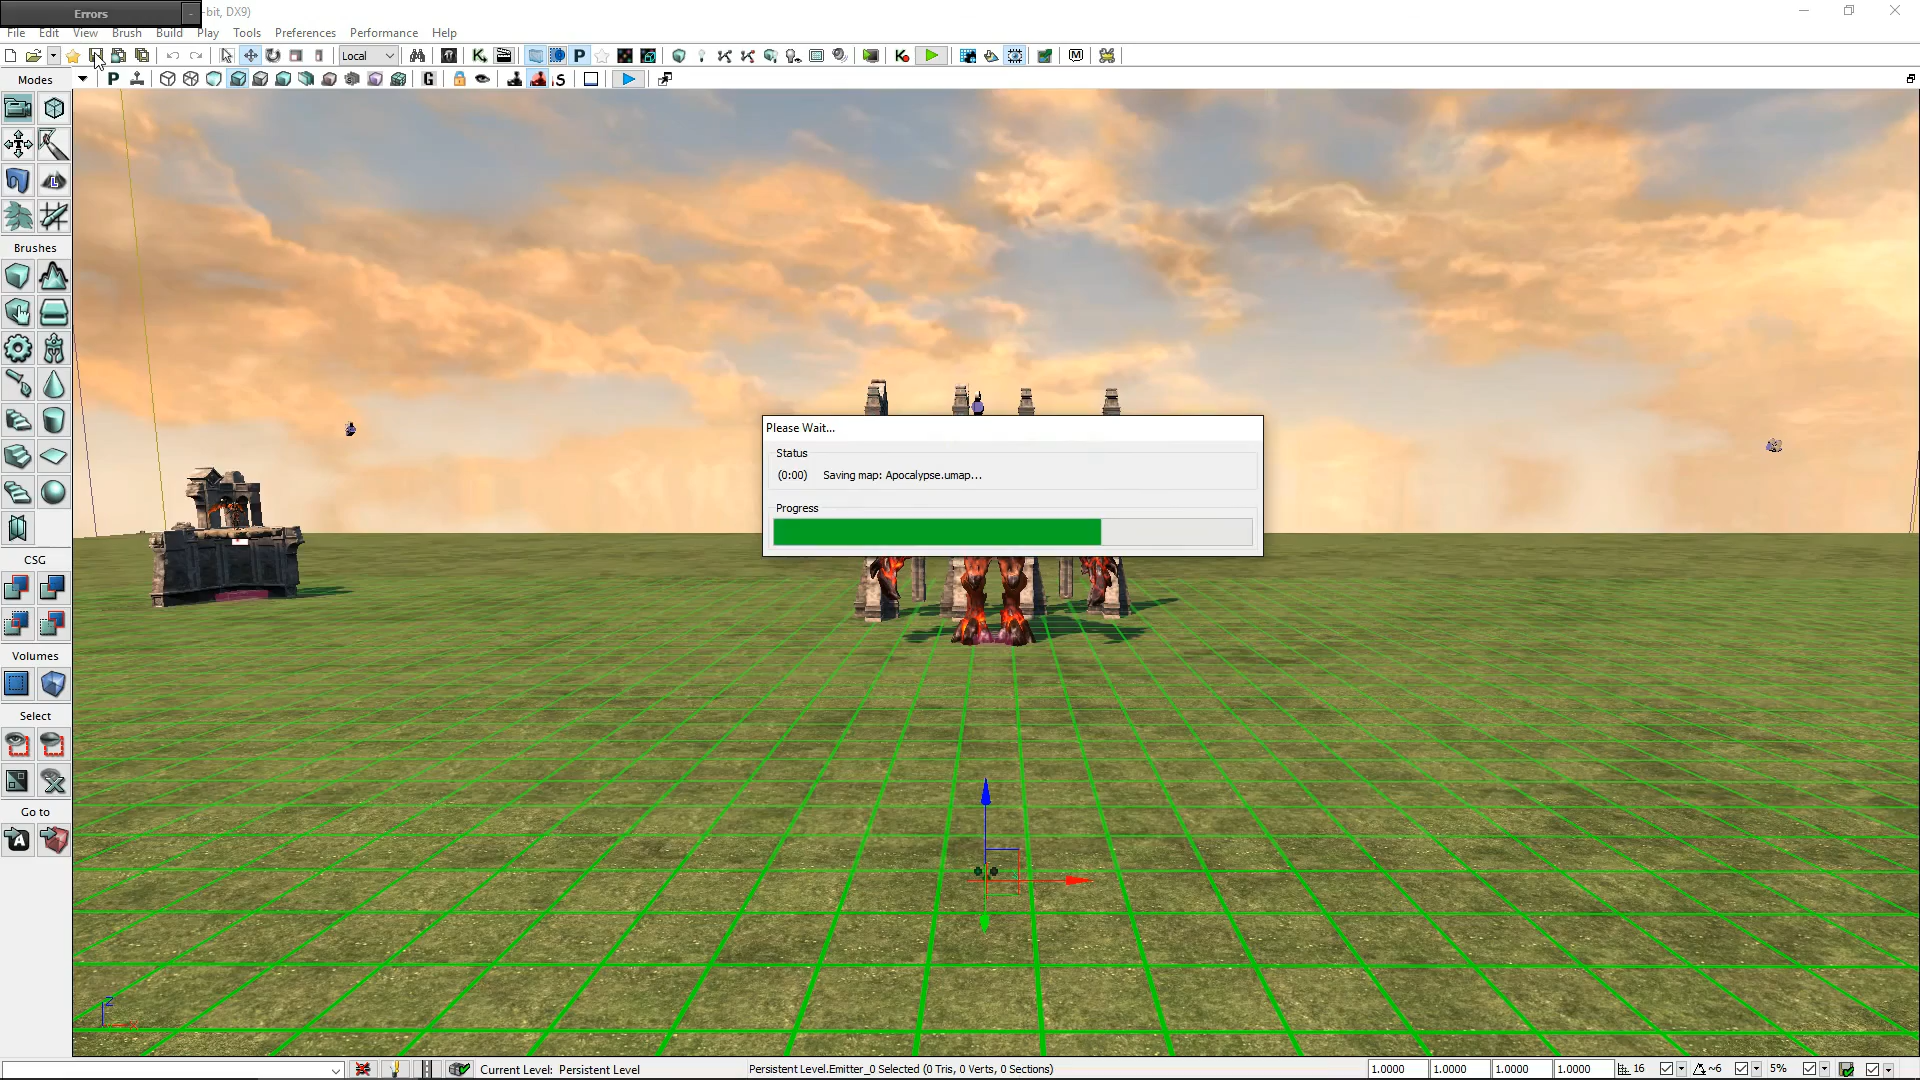 Errors
-
-bit, DX9)
File Edit View Brush Build Play Tools Preferences Performance Help
Local
P
K
M
Modes
P
G
S
L
Brushes
CSG
Volumes
Select
Go to
A
Please Wait...
Status
(0:00) Saving map: Apocalypse.umap...
Progress
Z
Current Level: Persistent Level
Persistent Level.Emitter_0 Selected (0 Tris, 0 Verts, 0 Sections)
1.0000 1.0000 1.0000 1.0000 16 ~6 5%